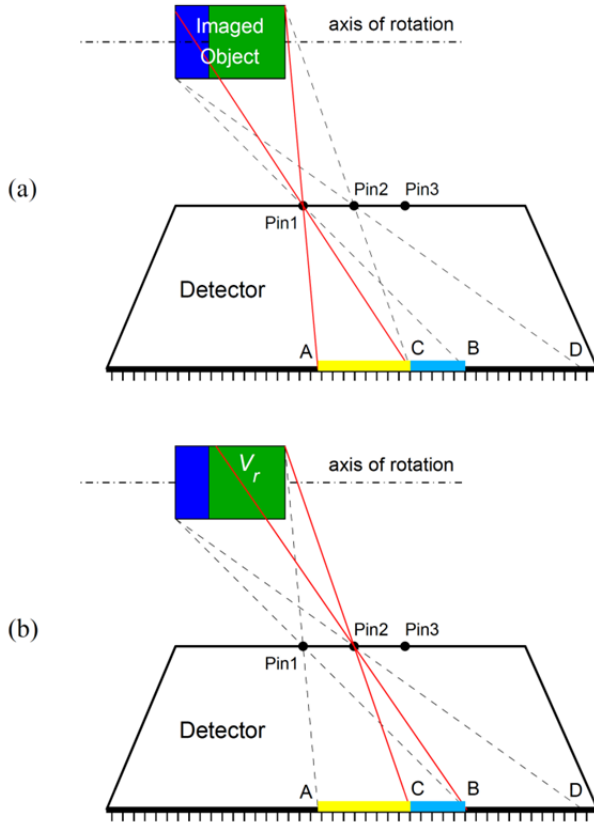 Imaged
Object
axis of rotation
(a)
Pin1
Pin2
Pin3
Detector
A
C
B
D
V_r
axis of rotation
(b)
Pin1
Pin2
Pin3
Detector
A
C
B
D